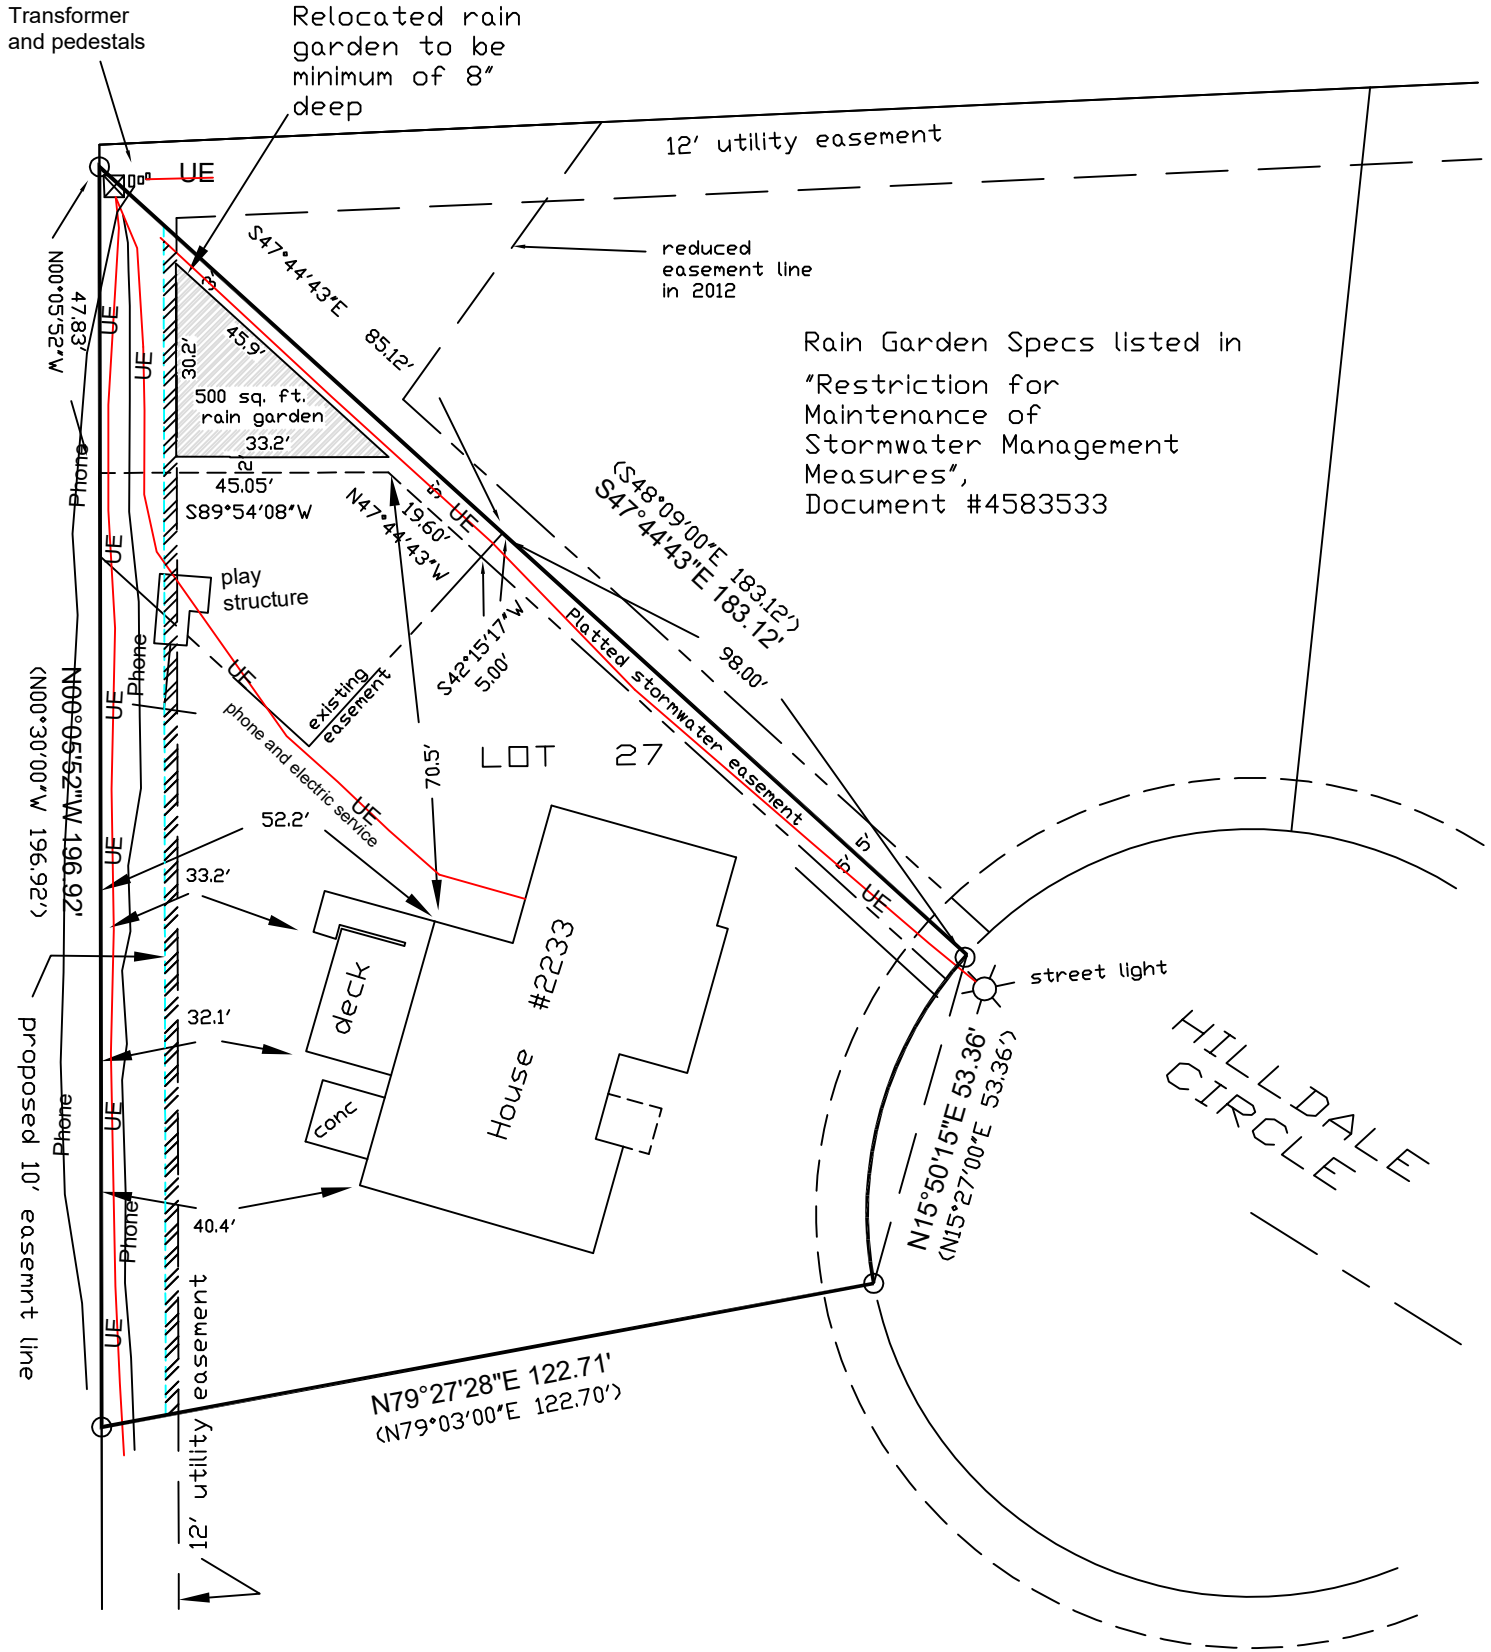 Transformer
and pedestals
Relocated rain
garden to be
minimum of 8"
deep
12' utility easement
UE
reduced
easement line
in 2012
S47°44'43"E 85.12'
N00°05'52"W
47.83'
3'
45.9'
30.2'
500 sq. ft.
rain garden
33.2'
2'
45.05'
S89°54'08"W
UE
UE
Phone
Rain Garden Specs listed in
"Restriction for
Maintenance of
Stormwater Management
Measures",
Document #4583533
N47°44'43"W
19.60'
5'
UE
(S48°09'00"E 183.12')
S47°44'43"E 183.12'
98.00'
UE
play
structure
S42°15'17"W
5.00'
Platted stormwater easement
existing
easement
UE
Phone
UE
phone and electric service
UE
70.5'
LOT 27
N00°05'52"W 196.92'
(N00°30'00"W 196.92')
52.2'
33.2'
UE
5'
5'
UE
street light
deck
House #2233
conc
32.1'
proposed 10' easemnt line
Phone
UE
Phone
40.4'
UE
12' ntility easement
N15°50'15"E 53.36'
(N15°27'00"E 53.36')
HILLDALE
CIRCLE
N79°27'28"E 122.71'
(N79°03'00"E 122.70')